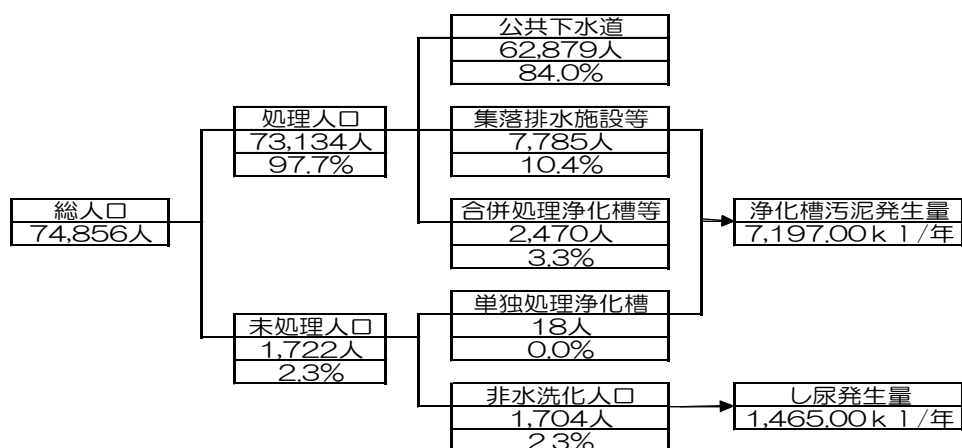 総人口
74,856人
処理人口
73,134人
97.7%
未処理人口
1,722人
2.3%
公共下水道
62,879人
84.0%
集落排水施設等
7,785人
10.4%
合併処理浄化槽等
2,470人
3.3%
単独処理浄化槽
18人
0.0%
非水洗化人口
1,704人
2.3%
浄化槽汚泥発生量
7,197.00ｋｌ/年
し尿発生量
1,465.00ｋｌ/年